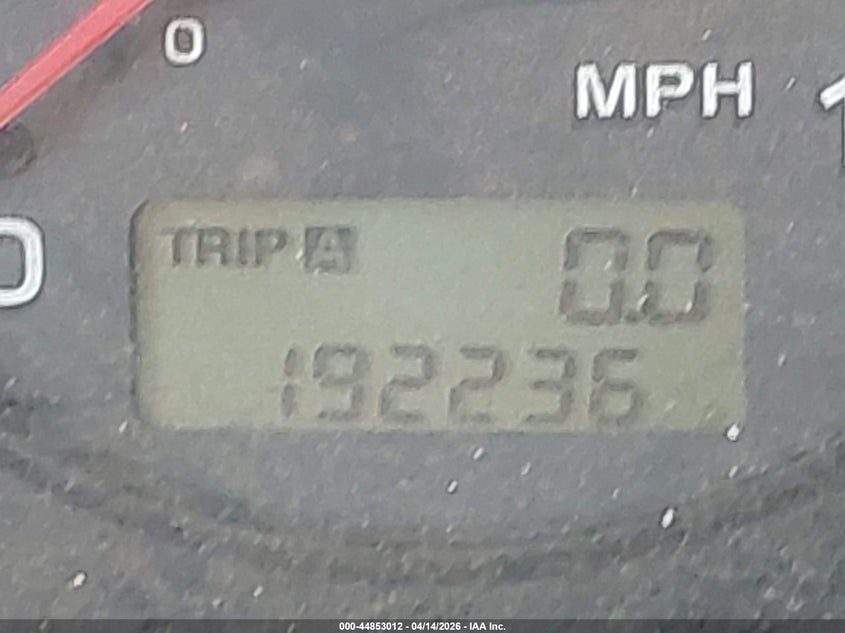 0
MPH
TRIP A 0.0
192236
000-44853012 - 04/14/2026 - IAA Inc.